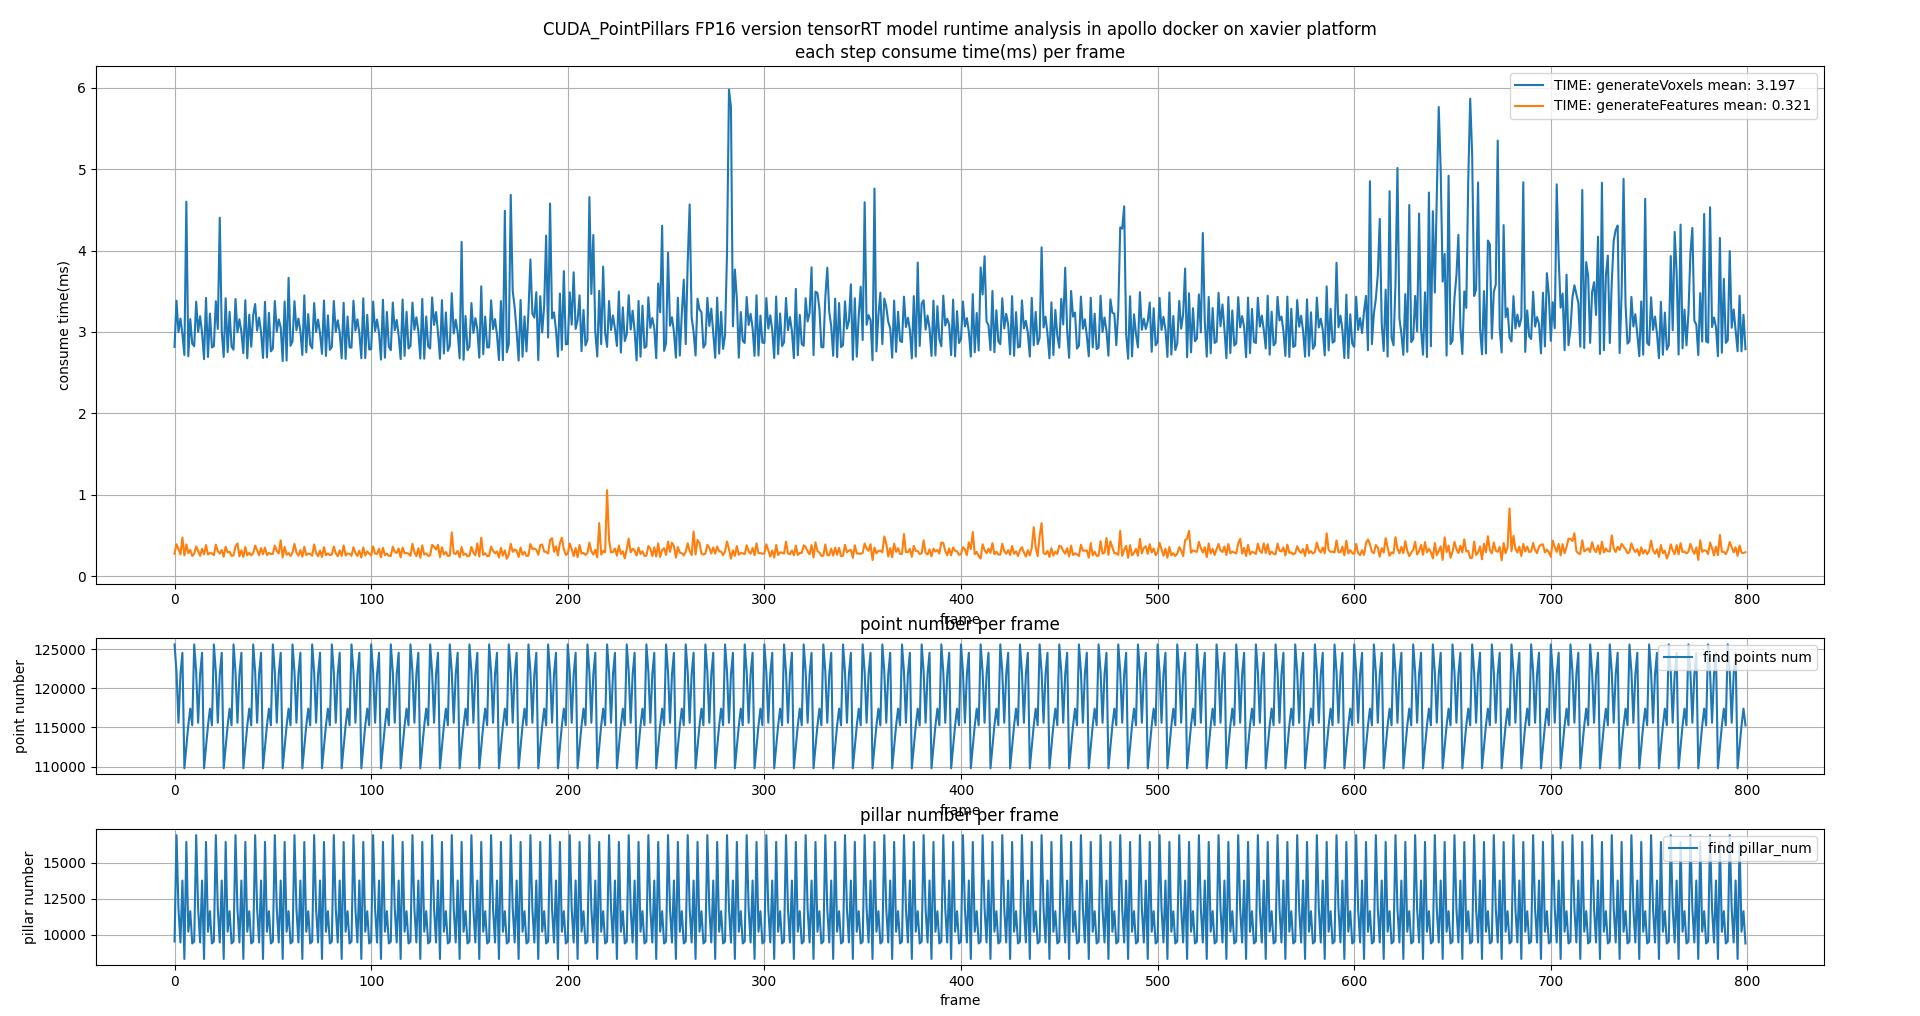 CUDA_PointPillars FP16 version tensorRT model runtime analysis in apollo docker on xavier platform
each step consume time(ms) per frame
TIME: generateVoxels mean: 3.197
TIME: generateFeatures mean: 0.321
consume time(ms)
6
5
4
3
2
1
0
0 100 200 300 400 500 600 700 800
frame
point number per frame
find points num
point number
125000
120000
115000
110000
0 100 200 300 400 500 600 700 800
frame
pillar number per frame
find pillar_num
pillar number
15000
12500
10000
0 100 200 300 400 500 600 700 800
frame